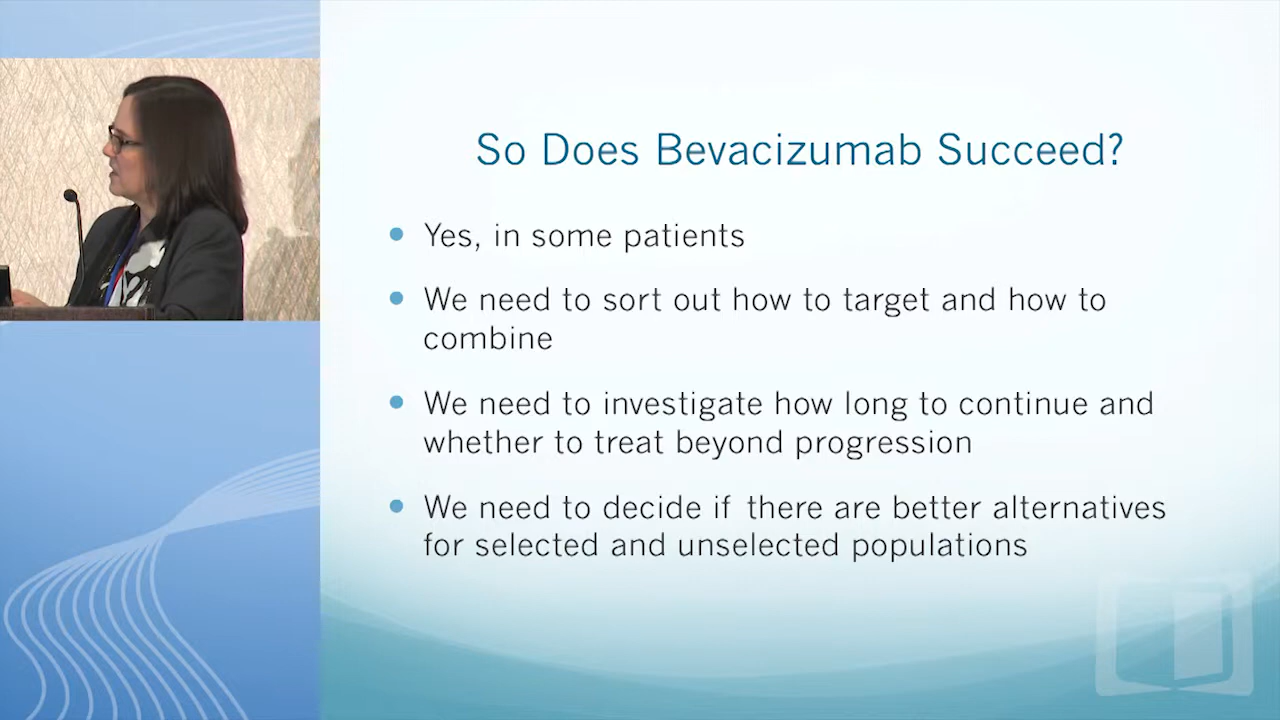 So Does Bevacizumab Succeed?
Yes, in some patients
We need to sort out how to target and how to
combine
We need to investigate how long to continue and
whether to treat beyond progression
We need to decide if there are better alternatives
for selected and unselected populations